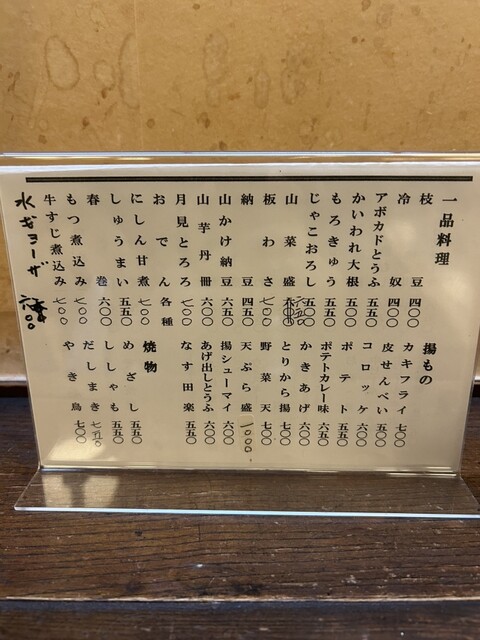 一品料理
枝豆 四〇〇
冷奴 四〇〇
アボカドとうふ 五五〇
かいわれ大根 五〇〇
もろきゅう 五五〇
じゃこおろし 五〇〇
山菜盛
板わさ 七〇〇
納豆 四五〇
山かけ納豆 六五〇
山芋丹冊 六〇〇
月見とろろ 七〇〇
おでん 各種
にしん甘煮 七〇〇
しゅうまい 五五〇
春巻 六〇〇
もつ煮込み 七〇〇
牛すじ煮込み 七〇〇
水ギョーザ 六〇〇
揚もの
カキフライ 七〇〇
皮せんべい 五〇〇
コロッケ 六〇〇
ポテト 五五〇
ポテトカレー味 六五〇
かきあげ 六〇〇
とりから揚 七〇〇
野菜天 七〇〇
天ぷら盛 1000.
揚シューマイ 六〇〇
あげ出しとうふ 六〇〇
なす田楽 五五〇
焼物
めざし 五五〇
ししゃも 五五〇
だしまき 七五〇
やき鳥 七〇〇